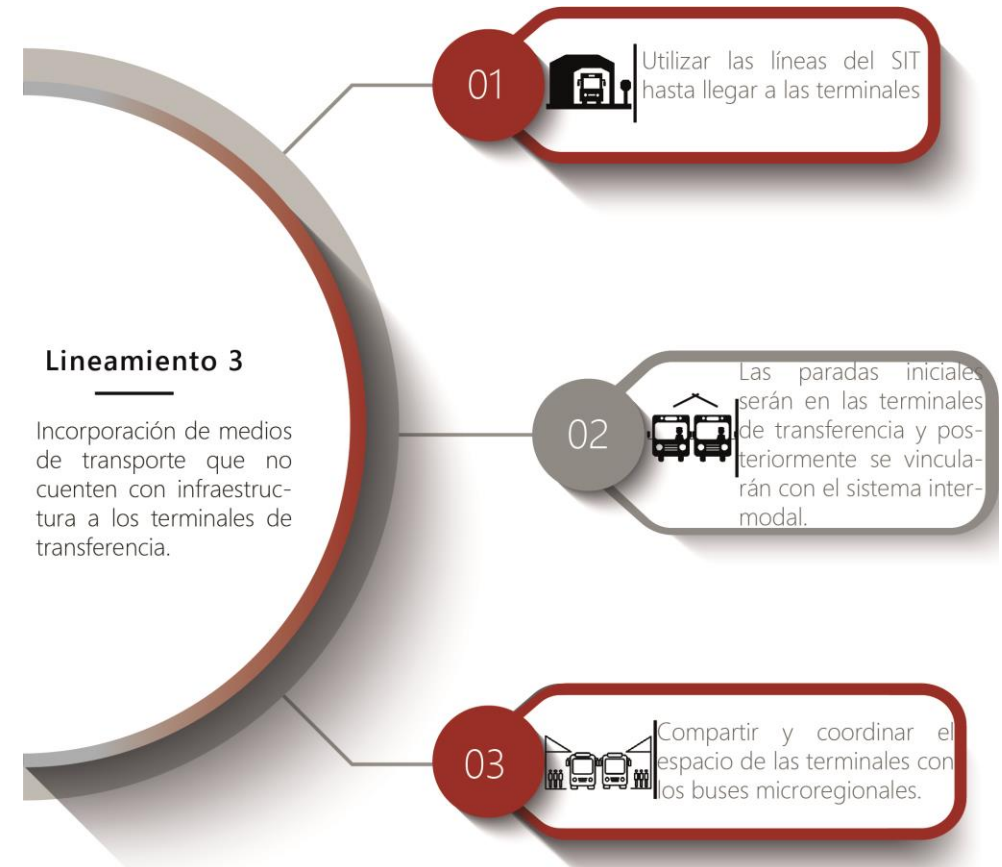 Lineamiento 3
Incorporación de medios
de transporte que no
cuenten con infraestruc-
tura a los terminales de
transferencia.
01
Utilizar las líneas del SIT
hasta llegar a las terminales
02
Las paradas iniciales
serán en las terminales
de transferencia y pos-
teriormente se vincula-
rán con el sistema inter-
modal.
03
Compartir y coordinar el
espacio de las terminales con
los buses microregionales.